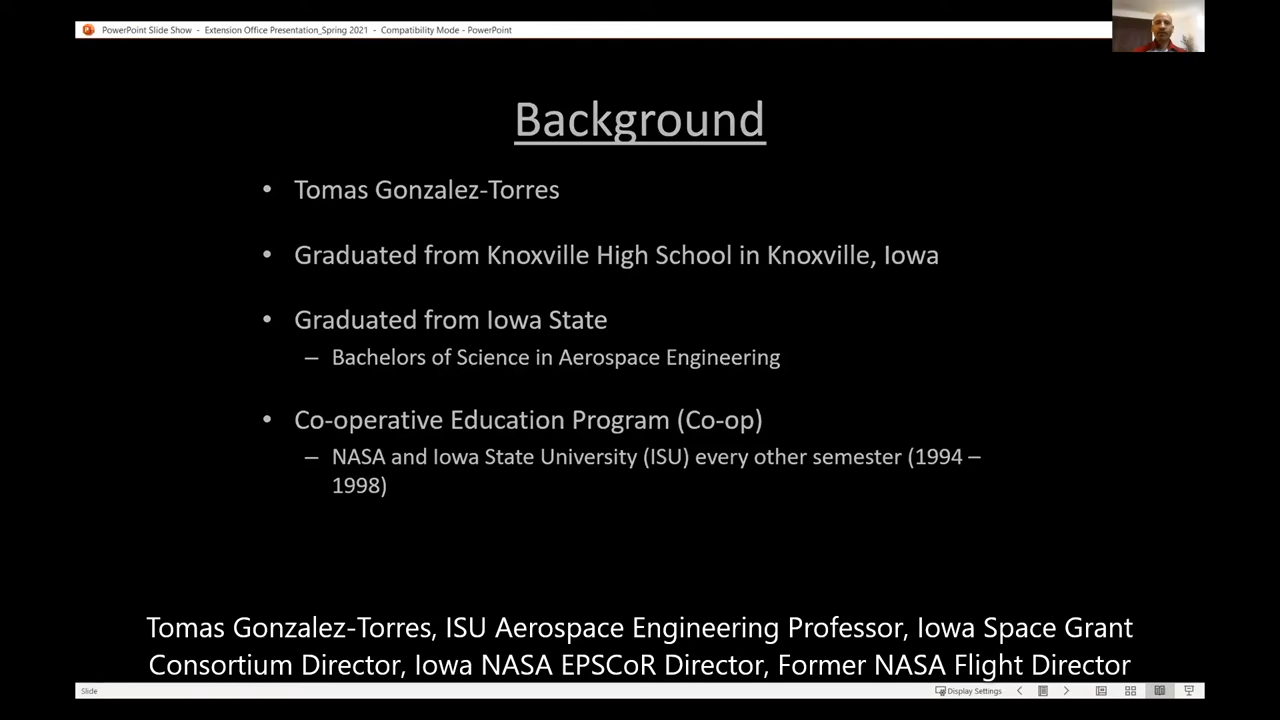 PowerPoint Slide Show - Extension Office Presentation_Spring 2021 - Compatibility Mode - PowerPoint
Background
• Tomas Gonzalez-Torres
• Graduated from Knoxville High School in Knoxville, Iowa
• Graduated from Iowa State
– Bachelors of Science in Aerospace Engineering
• Co-operative Education Program (Co-op)
– NASA and Iowa State University (ISU) every other semester (1994 –
1998)
Tomas Gonzalez-Torres, ISU Aerospace Engineering Professor, Iowa Space Grant
Consortium Director, Iowa NASA EPSCoR Director, Former NASA Flight Director
Slide
Display Settings